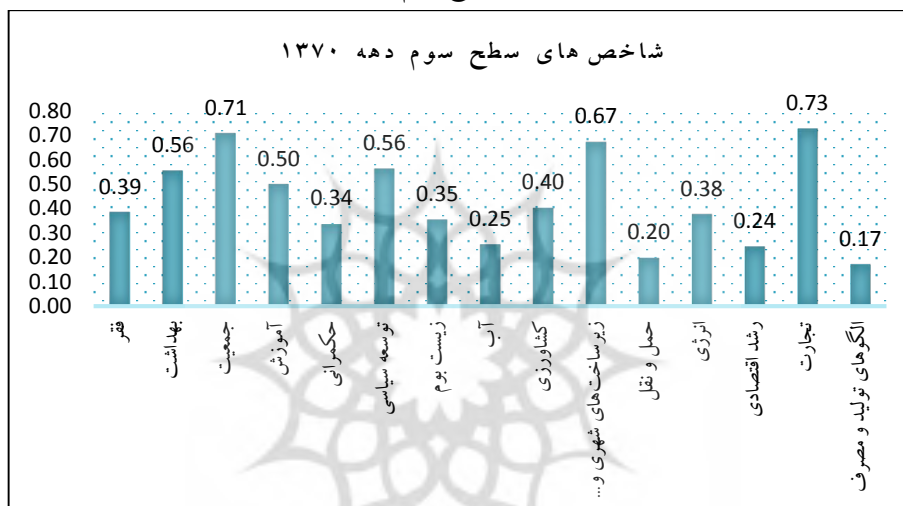 شاخص های سطح سوم دهه ۱۳۷۰
0.80
0.70
0.60
0.50
0.40
0.30
0.20
0.10
0.00
0.39
0.56
0.71
0.50
0.34
0.56
0.35
0.25
0.40
0.67
0.20
0.38
0.24
0.73
0.17
فقر
بهداشت
جمعیت
آموزش
حکمرانی
توسعه سیاسی
زیست بوم
آب
کشاورزی
زیرساخت‌های شهری و...
حمل و نقل
انرژی
رشد اقتصادی
تجارت
الگوهای تولید و مصرف